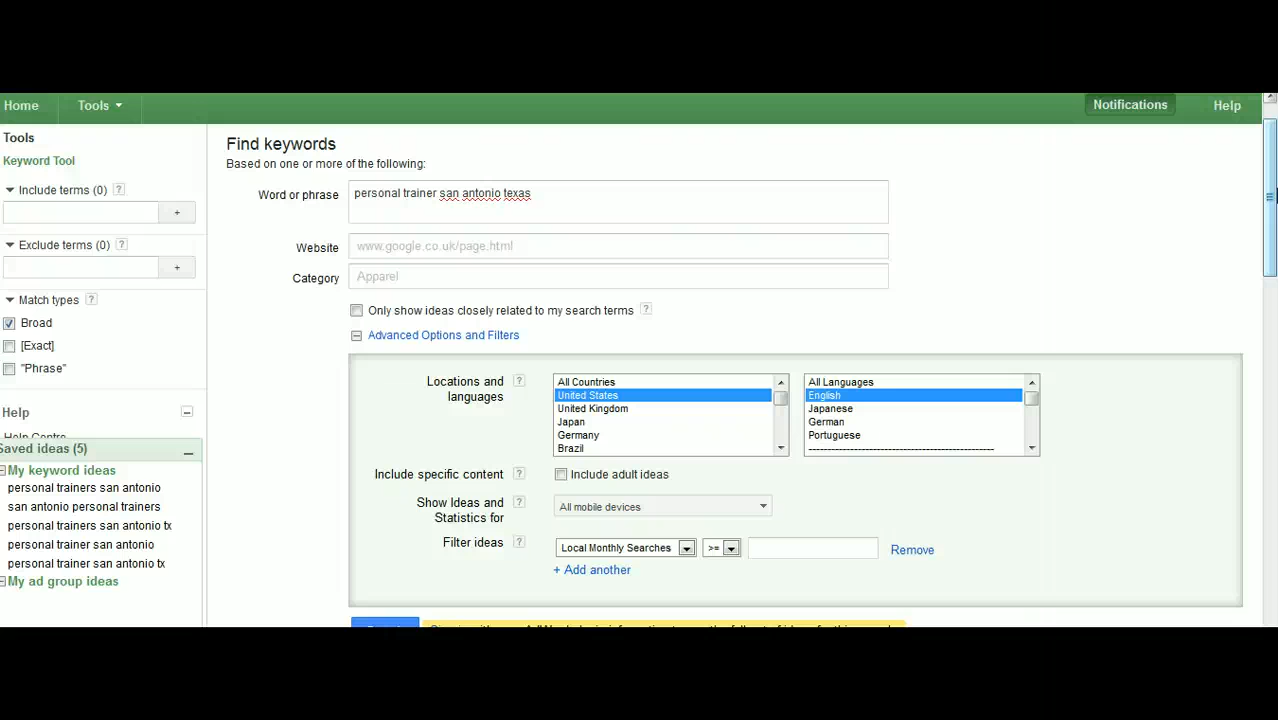 Home Tools Notifications Help
Tools
Keyword Tool
Include terms (0) ?
+
Exclude terms (0) ?
+
Match types ?
Broad
[Exact]
"Phrase"
Help
Help Centre
Saved ideas (5)
My keyword ideas
personal trainers san antonio
san antonio personal trainers
personal trainers san antonio tx
personal trainer san antonio
personal trainer san antonio tx
My ad group ideas
Find keywords
Based on one or more of the following:
Word or phrase personal trainer san antonio texas
Website www.google.co.uk/page.html
Category Apparel
Only show ideas closely related to my search terms ?
Advanced Options and Filters
Locations and languages ?
All Countries
United States
United Kingdom
Japan
Germany
Brazil
All Languages
English
Japanese
German
Portuguese
Include specific content ? Include adult ideas
Show Ideas and Statistics for ? All mobile devices
Filter ideas ? Local Monthly Searches >= Remove
+ Add another